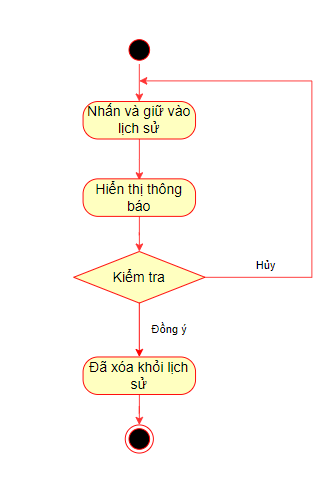 Nhấn và giữ vào
lịch sử
Hiển thị thông
báo
Kiểm tra
Hủy
Đồng ý
Đã xóa khỏi lịch
sử